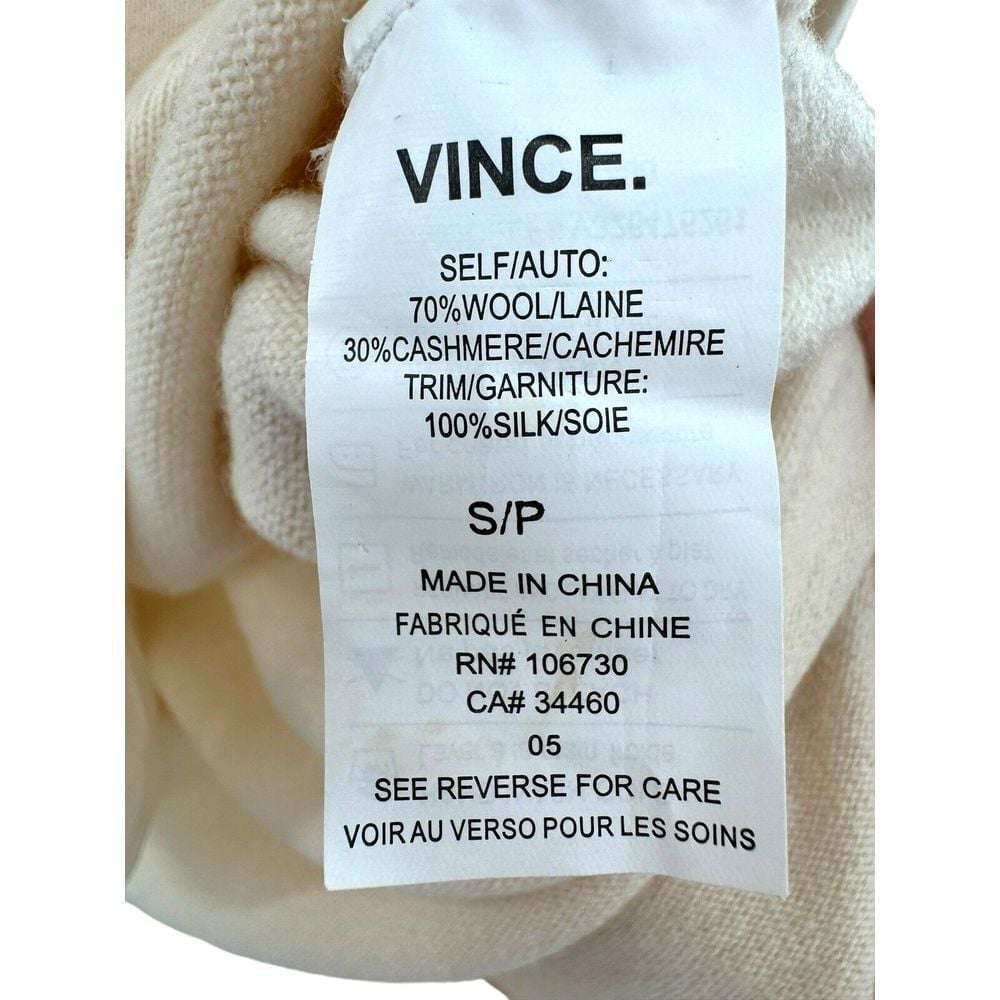 VINCE.
SELF/AUTO:
70%WOOL/LAINE
30%CASHMERE/CACHEMIRE
TRIM/GARNITURE:
100%SILK/SOIE
S/P
MADE IN CHINA
FABRIQUÉ EN CHINE
RN# 106730
CA# 34460
05
SEE REVERSE FOR CARE
VOIR AU VERSO POUR LES SOINS